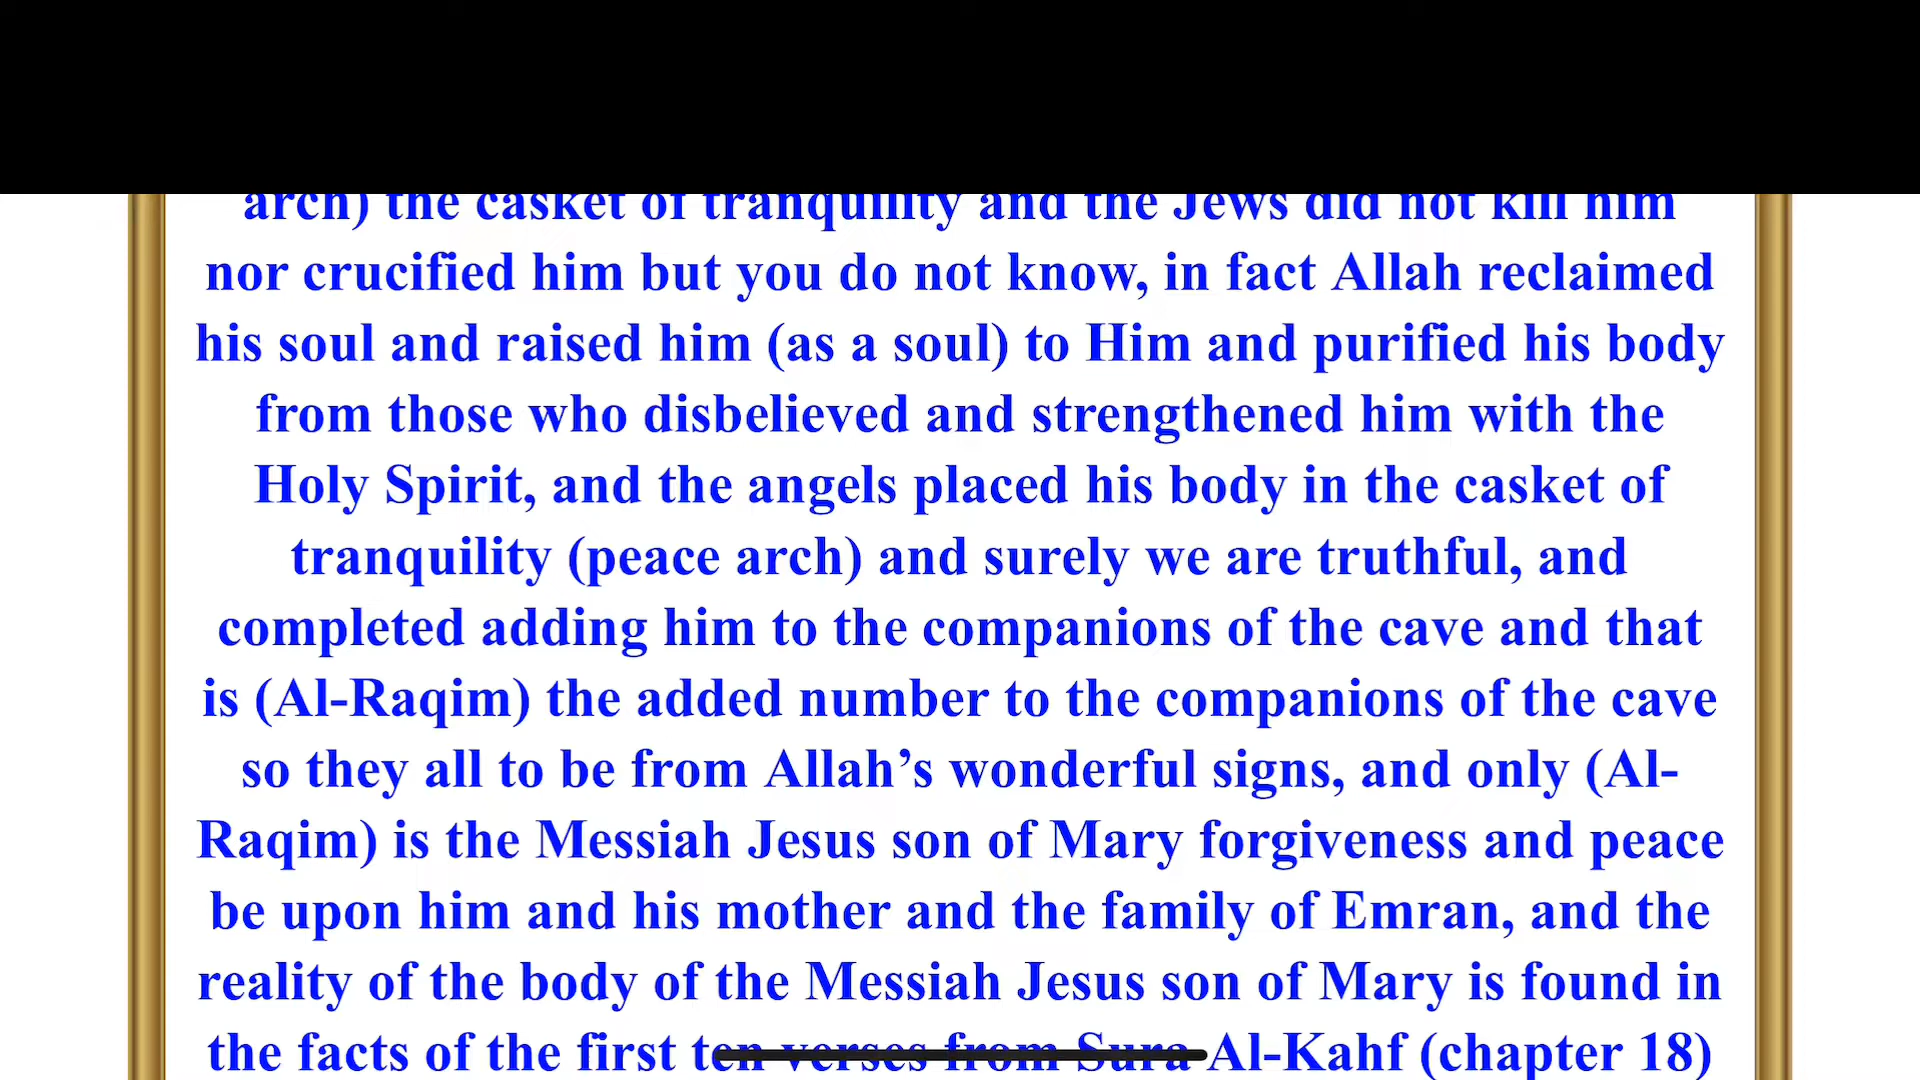 arch) the casket of tranquility and the Jews did not kill him
nor crucified him but you do not know, in fact Allah reclaimed
his soul and raised him (as a soul) to Him and purified his body
from those who disbelieved and strengthened him with the
Holy Spirit, and the angels placed his body in the casket of
tranquility (peace arch) and surely we are truthful, and
completed adding him to the companions of the cave and that
is (Al-Raqim) the added number to the companions of the cave
so they all to be from Allah’s wonderful signs, and only (Al-
Raqim) is the Messiah Jesus son of Mary forgiveness and peace
be upon him and his mother and the family of Emran, and the
reality of the body of the Messiah Jesus son of Mary is found in
the facts of the first ten verses from Sura Al-Kahf (chapter 18)